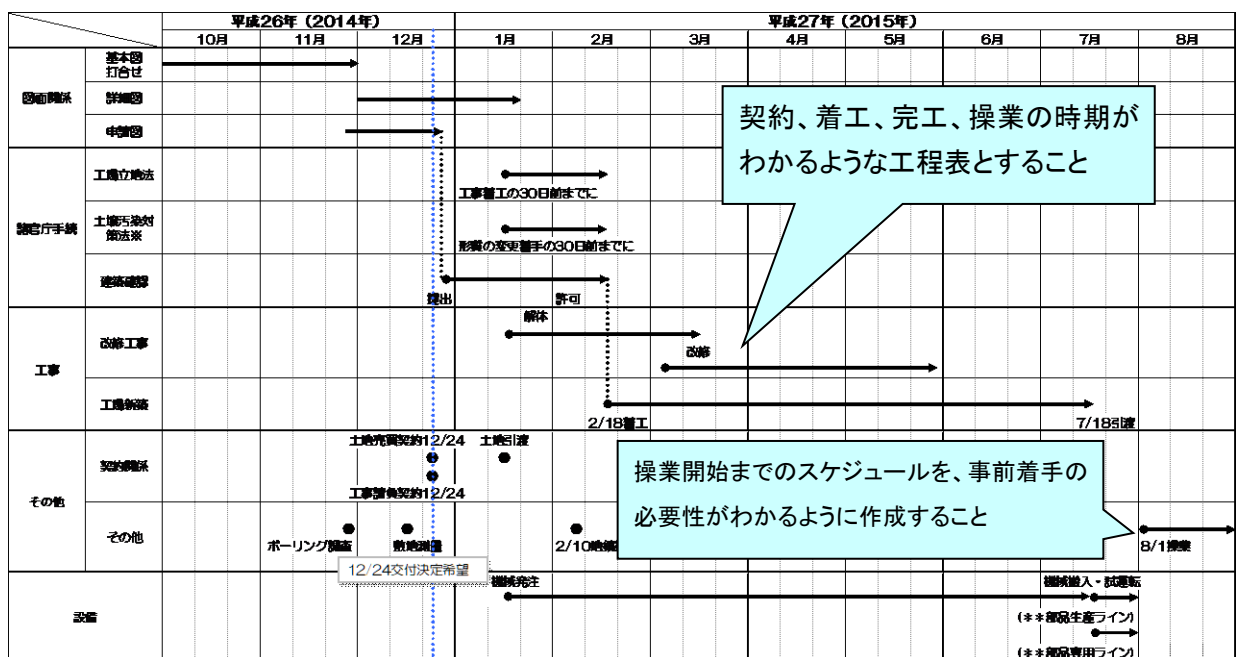 平成26年（2014年）
平成27年（2015年）
10月
11月
12月
1月
2月
3月
4月
5月
6月
7月
8月
図面関係
基本図
打合せ
詳細図
申請図
契約、着工、完工、操業の時期が
わかるような工程表とすること
諸官庁手続
工場立地法
工事着工の30日前までに
土壌汚染対
策法※
形質の変更着手の30日前までに
建築確認
提出
許可
工事
改修工事
解体
改修
工場新築
2/18着工
7/18引渡
その他
契約関係
土地売買契約12/24
土地引渡
工事請負契約12/24
操業開始までのスケジュールを、事前着手の
必要性がわかるように作成すること
その他
ボーリング調査
敷地測量
2/10地鎮
8/1操業
12/24交付決定希望
設備
機械発注
機械搬入・試運転
(＊＊部品生産ライン)
(＊＊部品専用ライン)